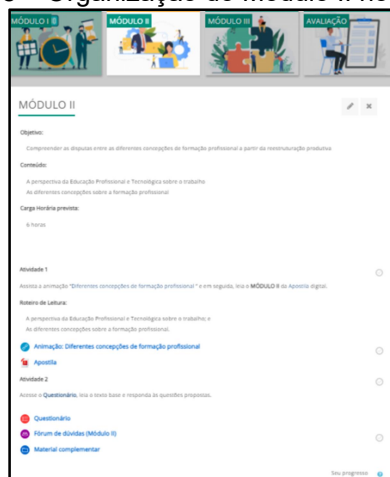 Organização do Módulo II no
MÓDULO I
MÓDULO II
MÓDULO III
AVALIAÇÃO
MÓDULO II
Objetivo:
Compreender as disputas entre as diferentes concepções de formação profissional a partir da reestruturação produtiva
Conteúdo:
A perspectiva da Educação Profissional e Tecnológica sobre o trabalho
As diferentes concepções sobre a formação profissional
Carga Horária prevista:
6 horas
Atividade 1
Assista a animação "Diferentes concepções de formação profissional " e em seguida, leia o MÓDULO II da Apostila digital.
Roteiro de Leitura:
A perspectiva da Educação Profissional e Tecnológica sobre o trabalho; e
As diferentes concepções sobre a formação profissional.
Animação: Diferentes concepções de formação profissional
Apostila
Atividade 2
Acesse o Questionário, leia o texto base e responda às questões propostas.
Questionário
Fórum de dúvidas (Módulo II)
Material complementar
Seu progresso